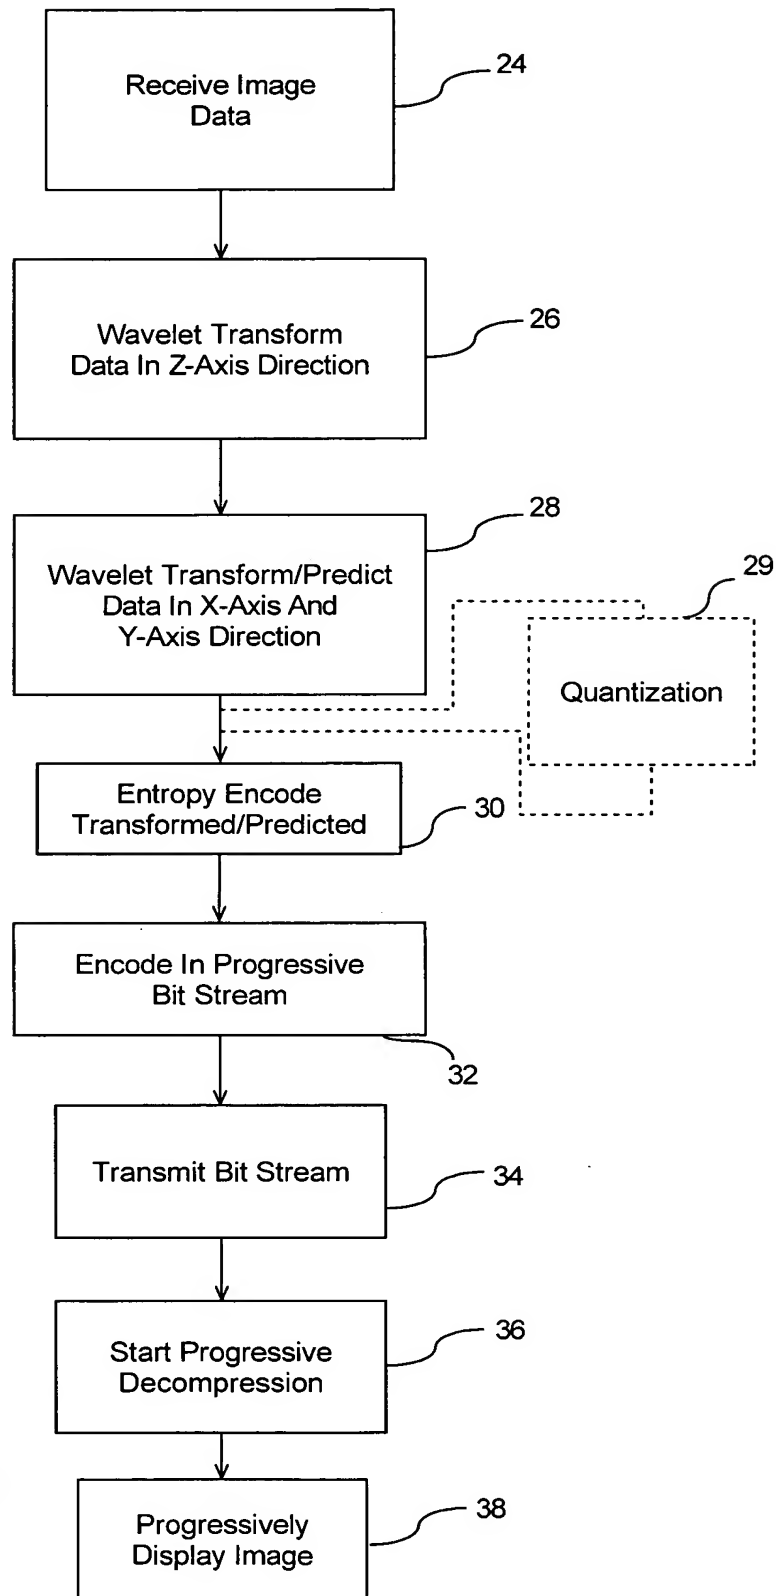 Receive Image
Data
24
Wavelet Transform
Data In Z-Axis Direction
26
Wavelet Transform/Predict
Data In X-Axis And
Y-Axis Direction
28
29
Quantization
Entropy Encode
Transformed/Predicted
30
Encode In Progressive
Bit Stream
32
Transmit Bit Stream
34
Start Progressive
Decompression
36
Progressively
Display Image
38